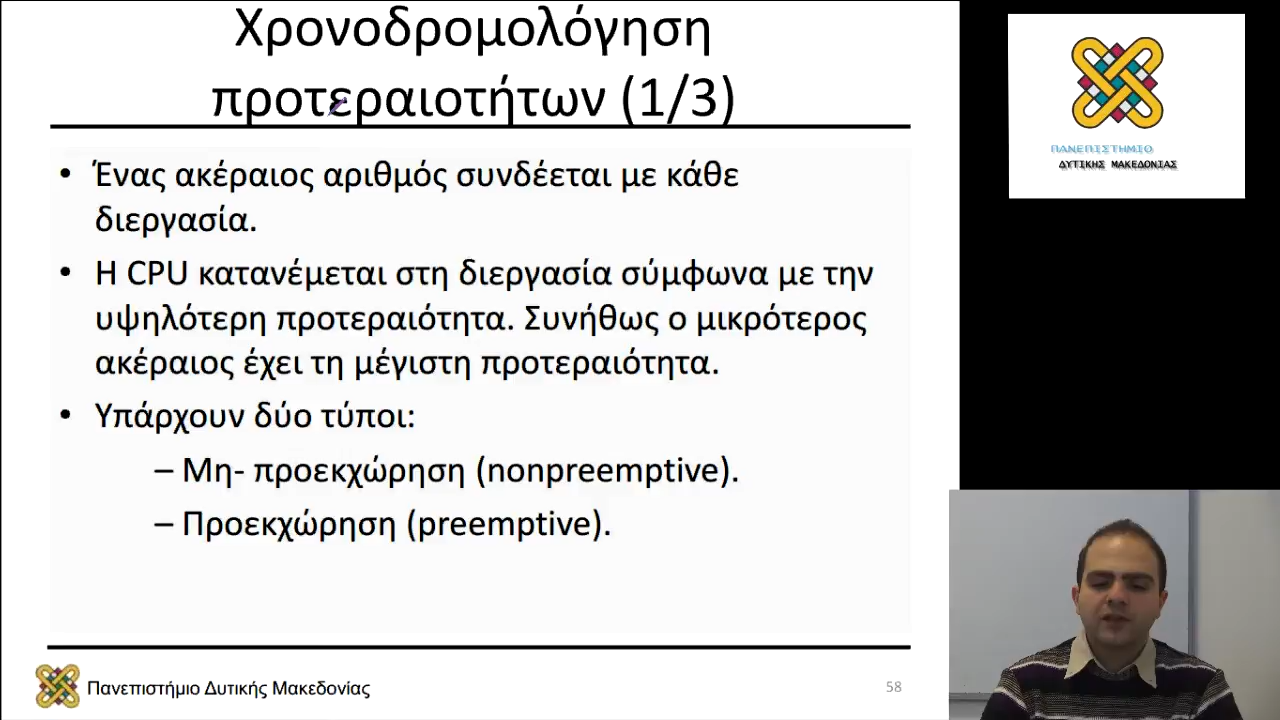 Χρονοδρομολόγηση
προτεραιοτήτων (1/3)
• Ένας ακέραιος αριθμός συνδέεται με κάθε
διεργασία.
• Η CPU κατανέμεται στη διεργασία σύμφωνα με την
υψηλότερη προτεραιότητα. Συνήθως ο μικρότερος
ακέραιος έχει τη μέγιστη προτεραιότητα.
• Υπάρχουν δύο τύποι:
– Μη- προεκχώρηση (nonpreemptive).
– Προεκχώρηση (preemptive).
Πανεπιστήμιο Δυτικής Μακεδονίας
58
ΠΑΝΕΠΙΣΤΗΜΙΟ
ΔΥΤΙΚΗΣ ΜΑΚΕΔΟΝΙΑΣ